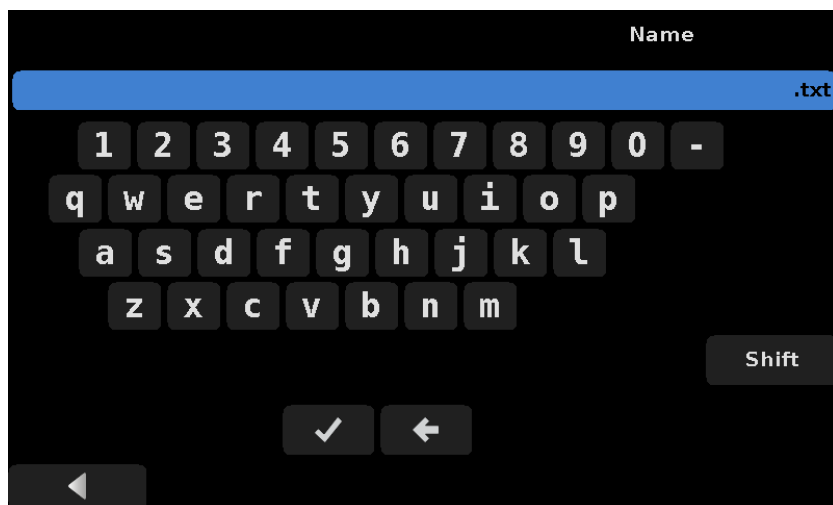 Name
.txt
1 2 3 4 5 6 7 8 9 0 -
q w e r t y u i o p
a s d f g h j k l
z x c v b n m
Shift